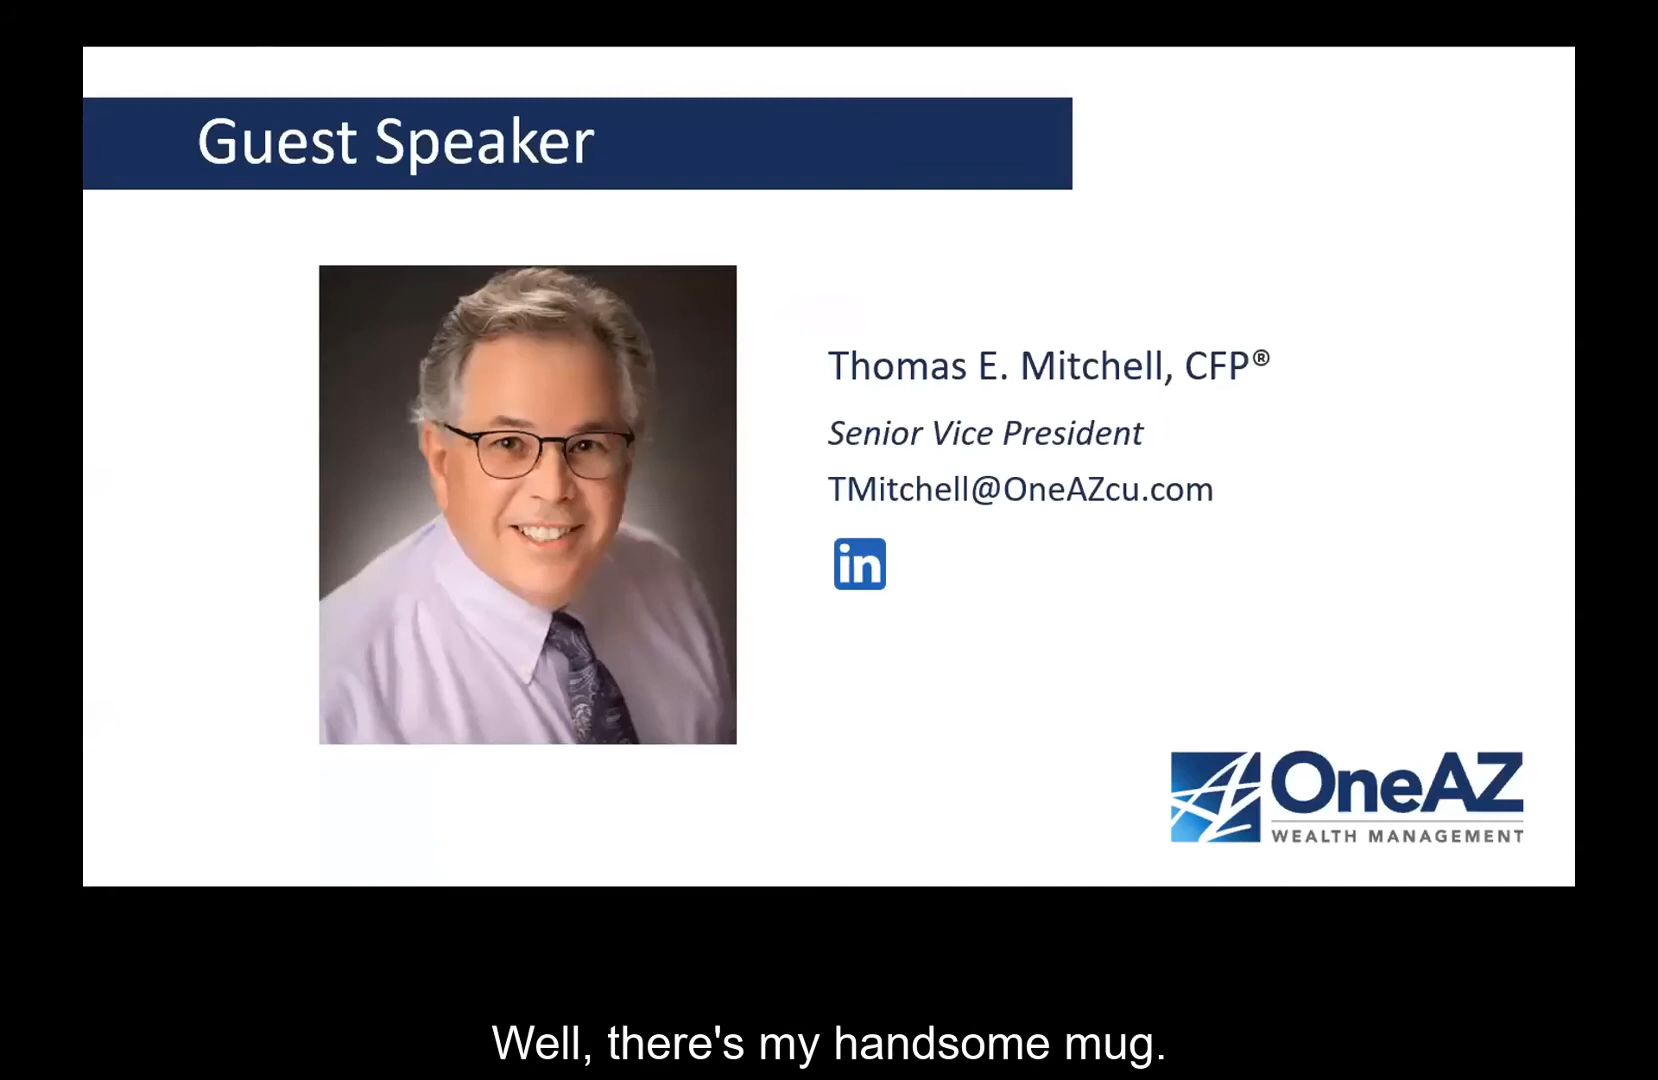 Guest Speaker
Thomas E. Mitchell, CFP®
Senior Vice President
TMitchell@OneAZcu.com
in
OneAZ
WEALTH MANAGEMENT
Well, there's my handsome mug.